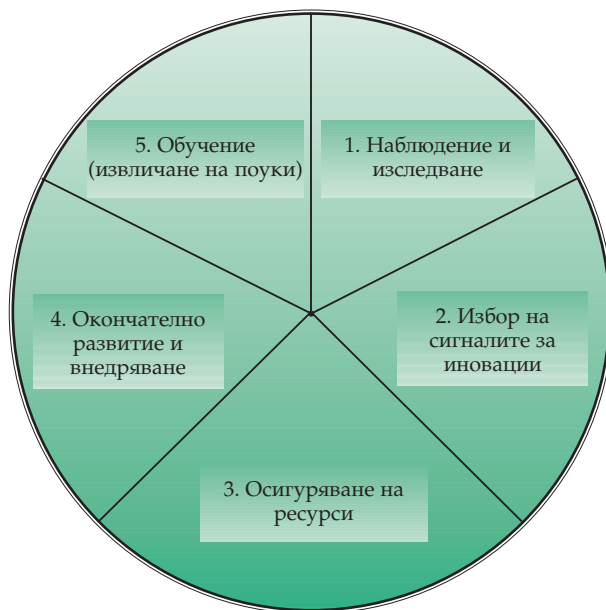 1. Наблюдение и
изследване
2. Избор на
сигналите за
иновации
3. Осигуряване на
ресурси
4. Окончателно
развитие и
внедряване
5. Обучение
(извличане на поуки)